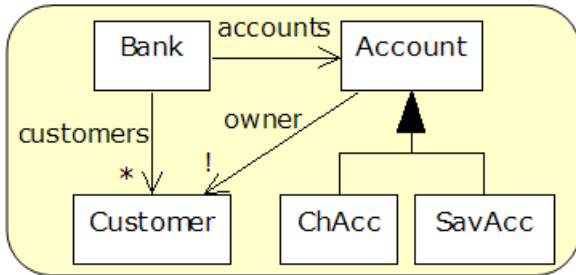 accounts
Bank
Account
customers
owner
*
!
Customer
ChAcc
SavAcc